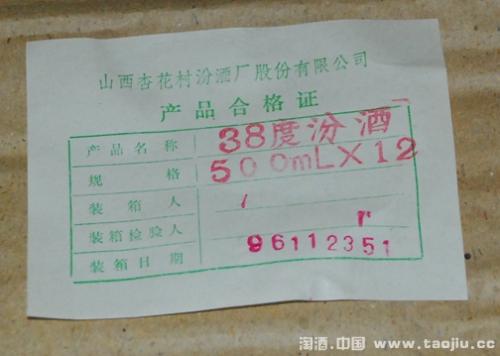 山西杏花村汾酒厂股份有限公司
产品合格证
产品名称 38度汾酒
规格 500mLX12
装箱人
装箱检验人
装箱日期 96112351
淘酒.中国 www.taojiu.cc